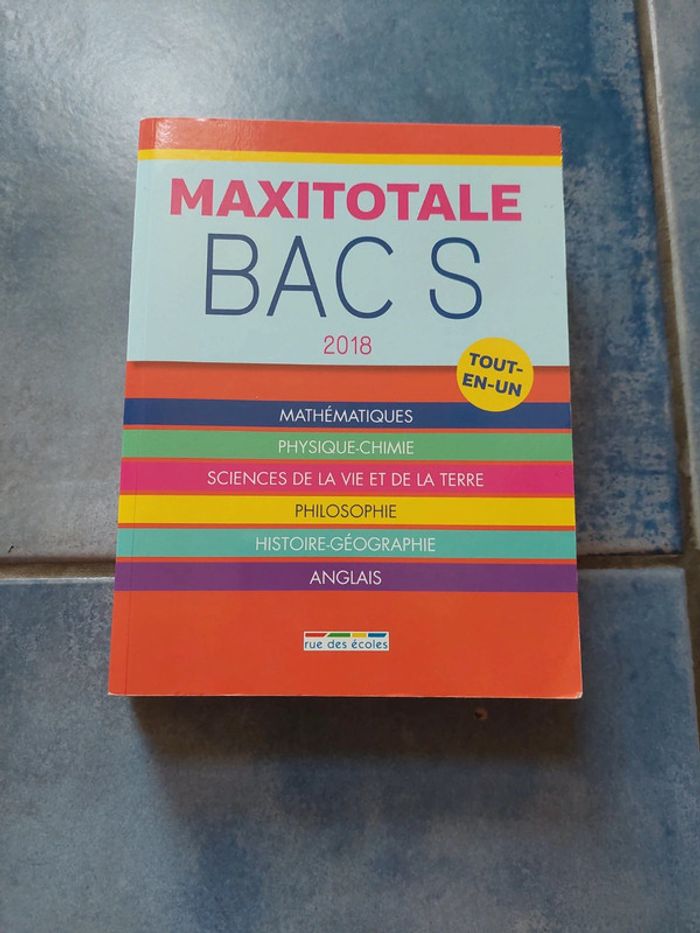 MAXITOTALE
BAC S
2018
TOUT-
EN-UN
MATHÉMATIQUES
PHYSIQUE-CHIMIE
SCIENCES DE LA VIE ET DE LA TERRE
PHILOSOPHIE
HISTOIRE-GÉOGRAPHIE
ANGLAIS
rue des écoles